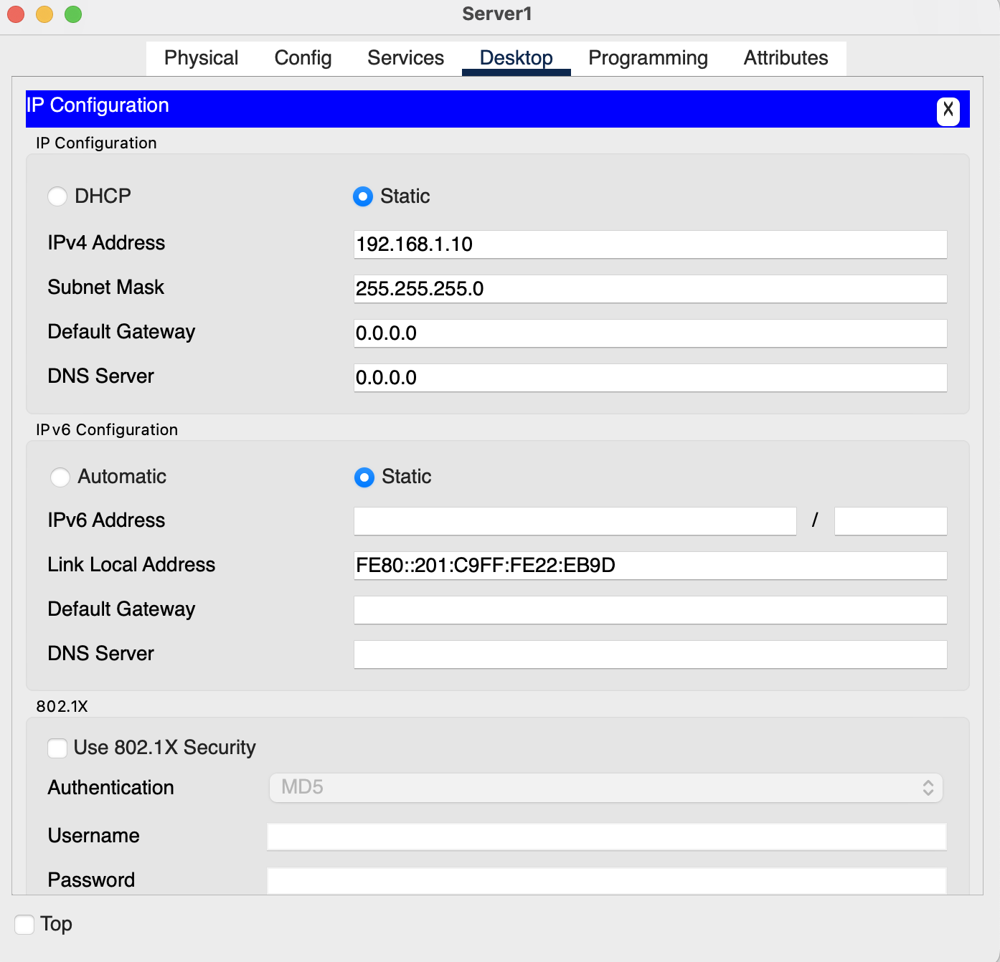 Server1
Physical Config Services Desktop Programming Attributes
IP Configuration X
IP Configuration
DHCP Static
IPv4 Address 192.168.1.10
Subnet Mask 255.255.255.0
Default Gateway 0.0.0.0
DNS Server 0.0.0.0
IPv6 Configuration
Automatic Static
IPv6 Address /
Link Local Address FE80::201:C9FF:FE22:EB9D
Default Gateway
DNS Server
802.1X
Use 802.1X Security
Authentication MD5
Username
Password
Top